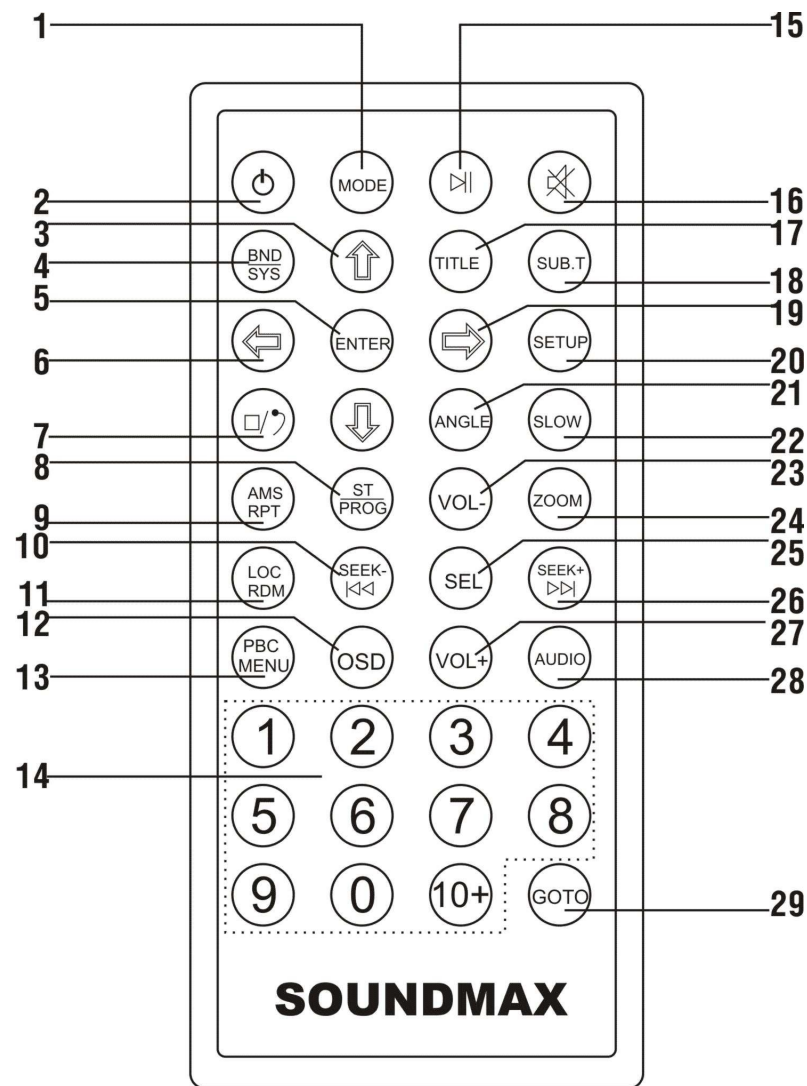 1 15
MODE
2 16
3 17
BND TITLE SUB.T
4 SYS 18
5 19
ENTER SETUP
6 20
21
ANGLE SLOW
7 22
8 23
AMS ST VOL- ZOOM
RPT PROG
9 24
10 25
LOC SEEK- SEL SEEK+
RDM
11 26
12 27
PBC OSD VOL+ AUDIO
MENU
13 28
1 2 3 4
14
5 6 7 8
9 0 10+ GOTO 29
SOUNDMAX